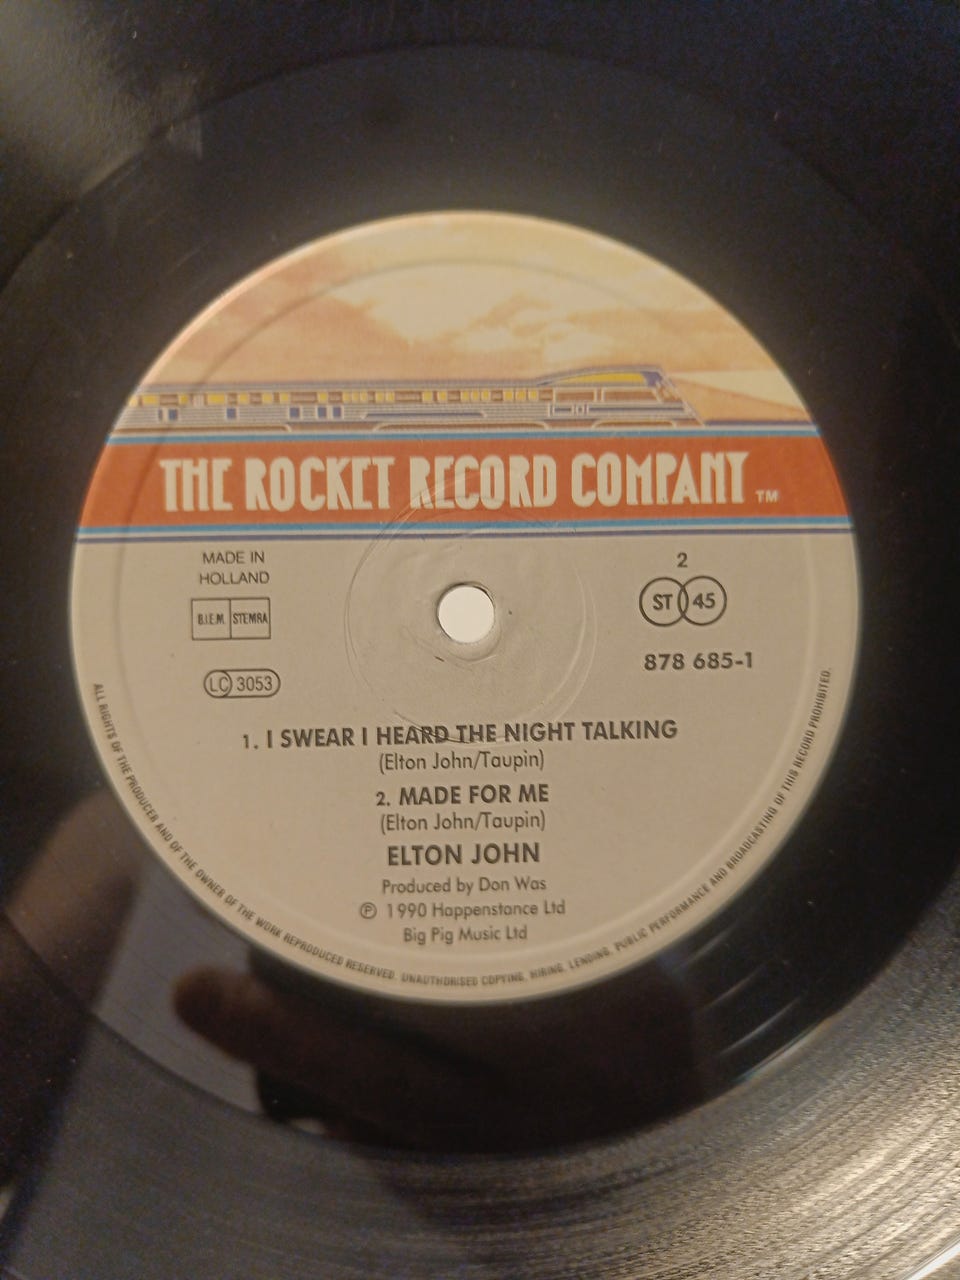 THE ROCKET RECORD COMPANY TM
MADE IN
HOLLAND
B.I.E.M. STEMRA
LC 3053
2
ST 45
878 685-1
1. I SWEAR I HEARD THE NIGHT TALKING
(Elton John/Taupin)
2. MADE FOR ME
(Elton John/Taupin)
ELTON JOHN
Produced by Don Was
℗ 1990 Happenstance Ltd
Big Pig Music Ltd
ALL RIGHTS OF THE PRODUCER AND OF THE OWNER OF THE WORK REPRODUCED RESERVED. UNAUTHORISED COPYING, HIRING, LENDING, PUBLIC PERFORMANCE AND BROADCASTING OF THIS RECORD PROHIBITED.